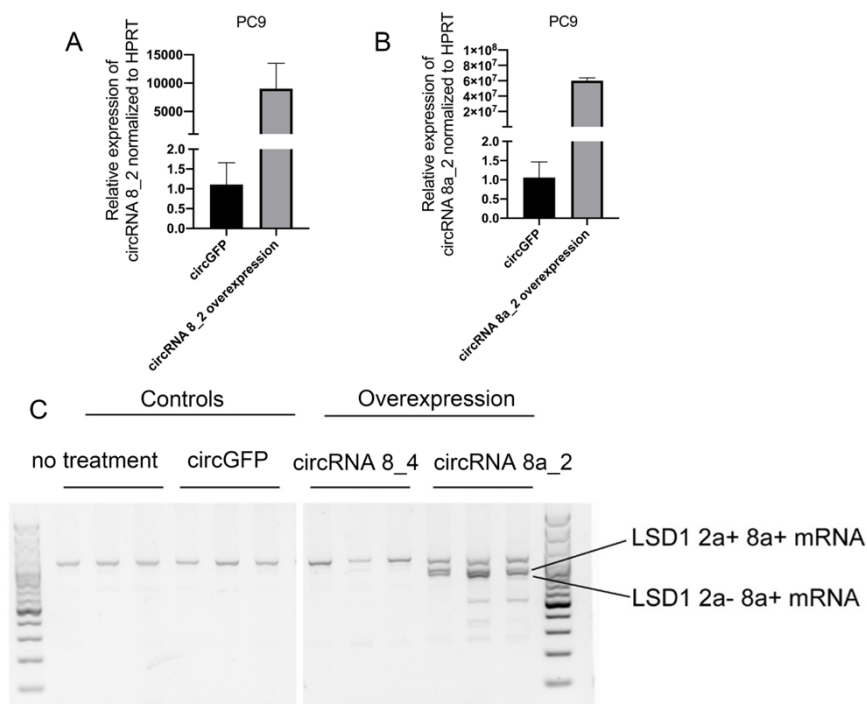 A
PC9
Relative expression of
circRNA 8_2 normalized to HPRT
15000
10000
5000
2.0
1.5
1.0
0.5
0.0
circGFP
circRNA 8_2 overexpression
B
PC9
Relative expression of
circRNA 8a_2 normalized to HPRT
1×10⁸
8×10⁷
6×10⁷
4×10⁷
2×10⁷
2.0
1.5
1.0
0.5
0.0
circGFP
circRNA 8a_2 overexpression
C
Controls
Overexpression
no treatment
circGFP
circRNA 8_4
circRNA 8a_2
LSD1 2a+ 8a+ mRNA
LSD1 2a- 8a+ mRNA